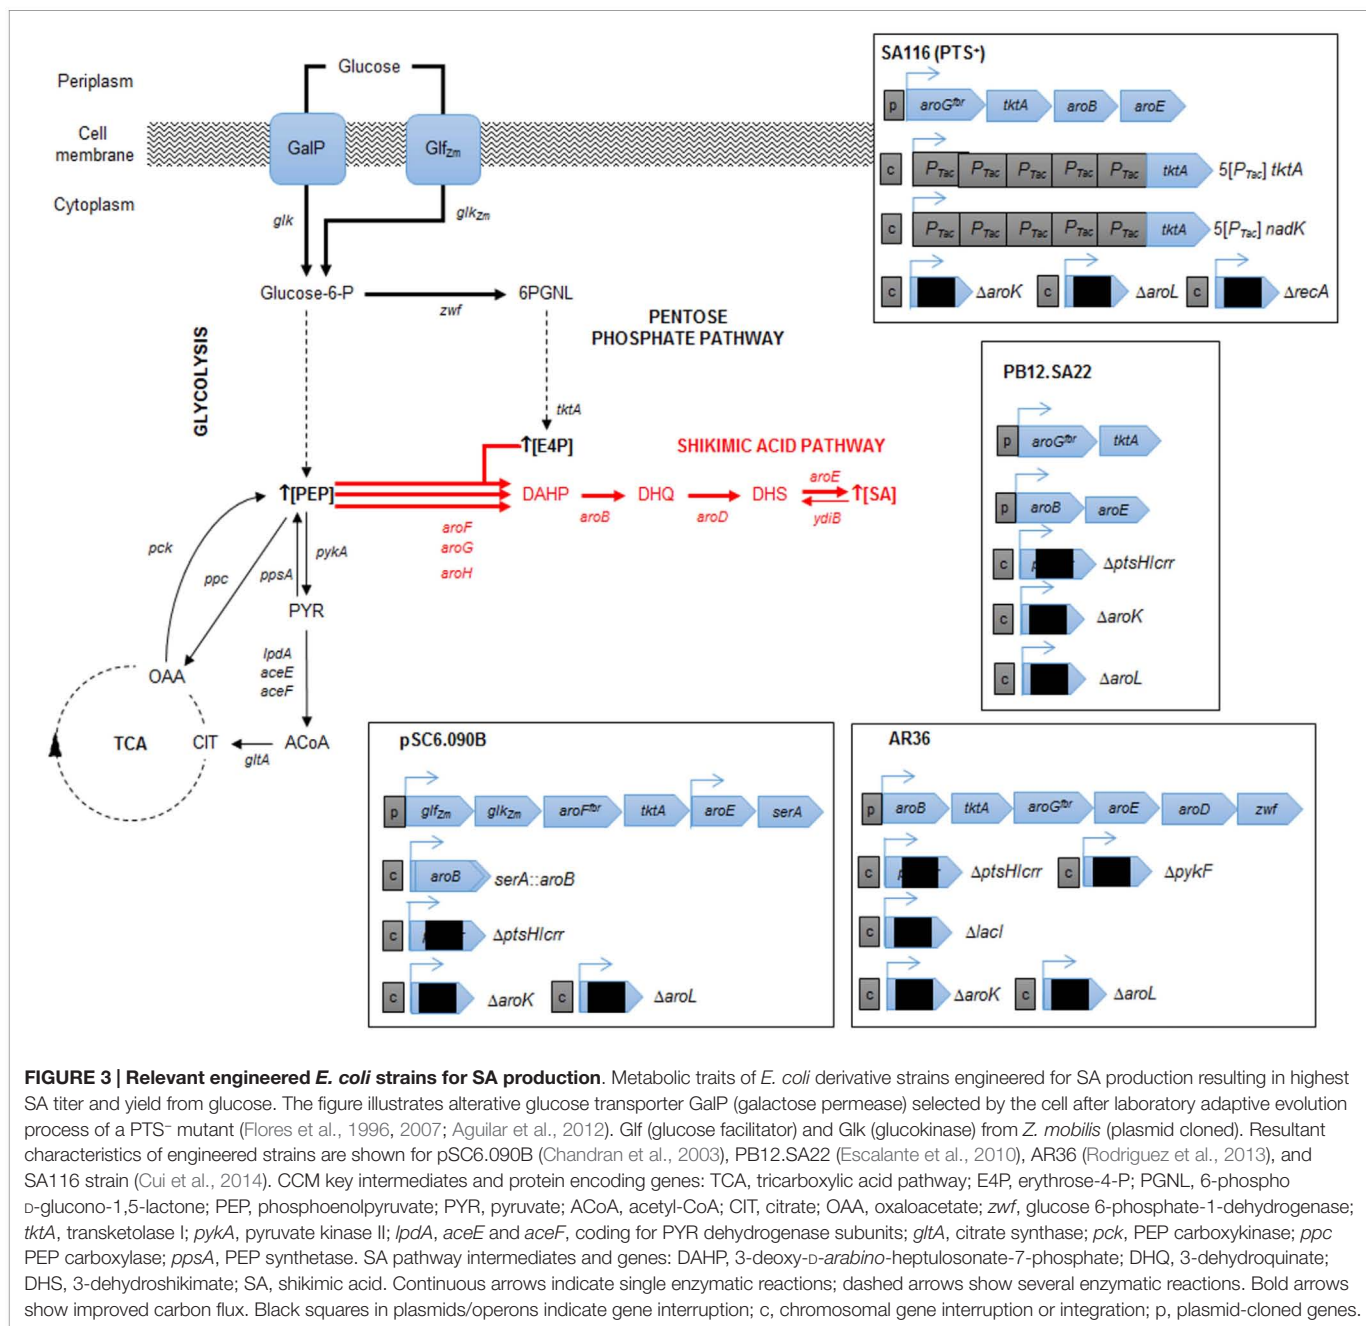 Periplasm
Cell
membrane
Cytoplasm
Glucose
GalP
GlfZm
glk
glkZm
Glucose-6-P
zwf
6PGNL
GLYCOLYSIS
PENTOSE
PHOSPHATE PATHWAY
tktA
↑[E4P]
SHIKIMIC ACID PATHWAY
↑[PEP]
DAHP
aroB
DHQ
aroD
DHS
aroE
ydiB
↑[SA]
aroF
aroG
aroH
pck
ppc
ppsA
pykA
PYR
lpdA
aceE
aceF
OAA
TCA
CIT
gltA
ACoA
SA116 (PTS+)
p aroGfbr tktA aroB aroE
c PTac PTac PTac PTac PTac tktA 5[PTac] tktA
c PTac PTac PTac PTac PTac tktA 5[PTac] nadK
c ΔaroK c ΔaroL c ΔrecA
PB12.SA22
p aroGfbr tktA
p aroB aroE
c ΔptsHIcrr
c ΔaroK
c ΔaroL
pSC6.090B
p glfZm glkZm aroFfbr tktA aroE serA
c aroB serA::aroB
c ΔptsHIcrr
c ΔaroK c ΔaroL
AR36
p aroB tktA aroGfbr aroE aroD zwf
c ΔptsHIcrr c ΔpykF
c ΔlacI
c ΔaroK c ΔaroL
FIGURE 3 | Relevant engineered E. coli strains for SA production. Metabolic traits of E. coli derivative strains engineered for SA production resulting in highest
SA titer and yield from glucose. The figure illustrates alterative glucose transporter GalP (galactose permease) selected by the cell after laboratory adaptive evolution
process of a PTS− mutant (Flores et al., 1996, 2007; Aguilar et al., 2012). Glf (glucose facilitator) and Glk (glucokinase) from Z. mobilis (plasmid cloned). Resultant
characteristics of engineered strains are shown for pSC6.090B (Chandran et al., 2003), PB12.SA22 (Escalante et al., 2010), AR36 (Rodriguez et al., 2013), and
SA116 strain (Cui et al., 2014). CCM key intermediates and protein encoding genes: TCA, tricarboxylic acid pathway; E4P, erythrose-4-P; PGNL, 6-phospho
D-glucono-1,5-lactone; PEP, phosphoenolpyruvate; PYR, pyruvate; ACoA, acetyl-CoA; CIT, citrate; OAA, oxaloacetate; zwf, glucose 6-phosphate-1-dehydrogenase;
tktA, transketolase I; pykA, pyruvate kinase II; lpdA, aceE and aceF, coding for PYR dehydrogenase subunits; gltA, citrate synthase; pck, PEP carboxykinase; ppc
PEP carboxylase; ppsA, PEP synthetase. SA pathway intermediates and genes: DAHP, 3-deoxy-D-arabino-heptulosonate-7-phosphate; DHQ, 3-dehydroquinate;
DHS, 3-dehydroshikimate; SA, shikimic acid. Continuous arrows indicate single enzymatic reactions; dashed arrows show several enzymatic reactions. Bold arrows
show improved carbon flux. Black squares in plasmids/operons indicate gene interruption; c, chromosomal gene interruption or integration; p, plasmid-cloned genes.